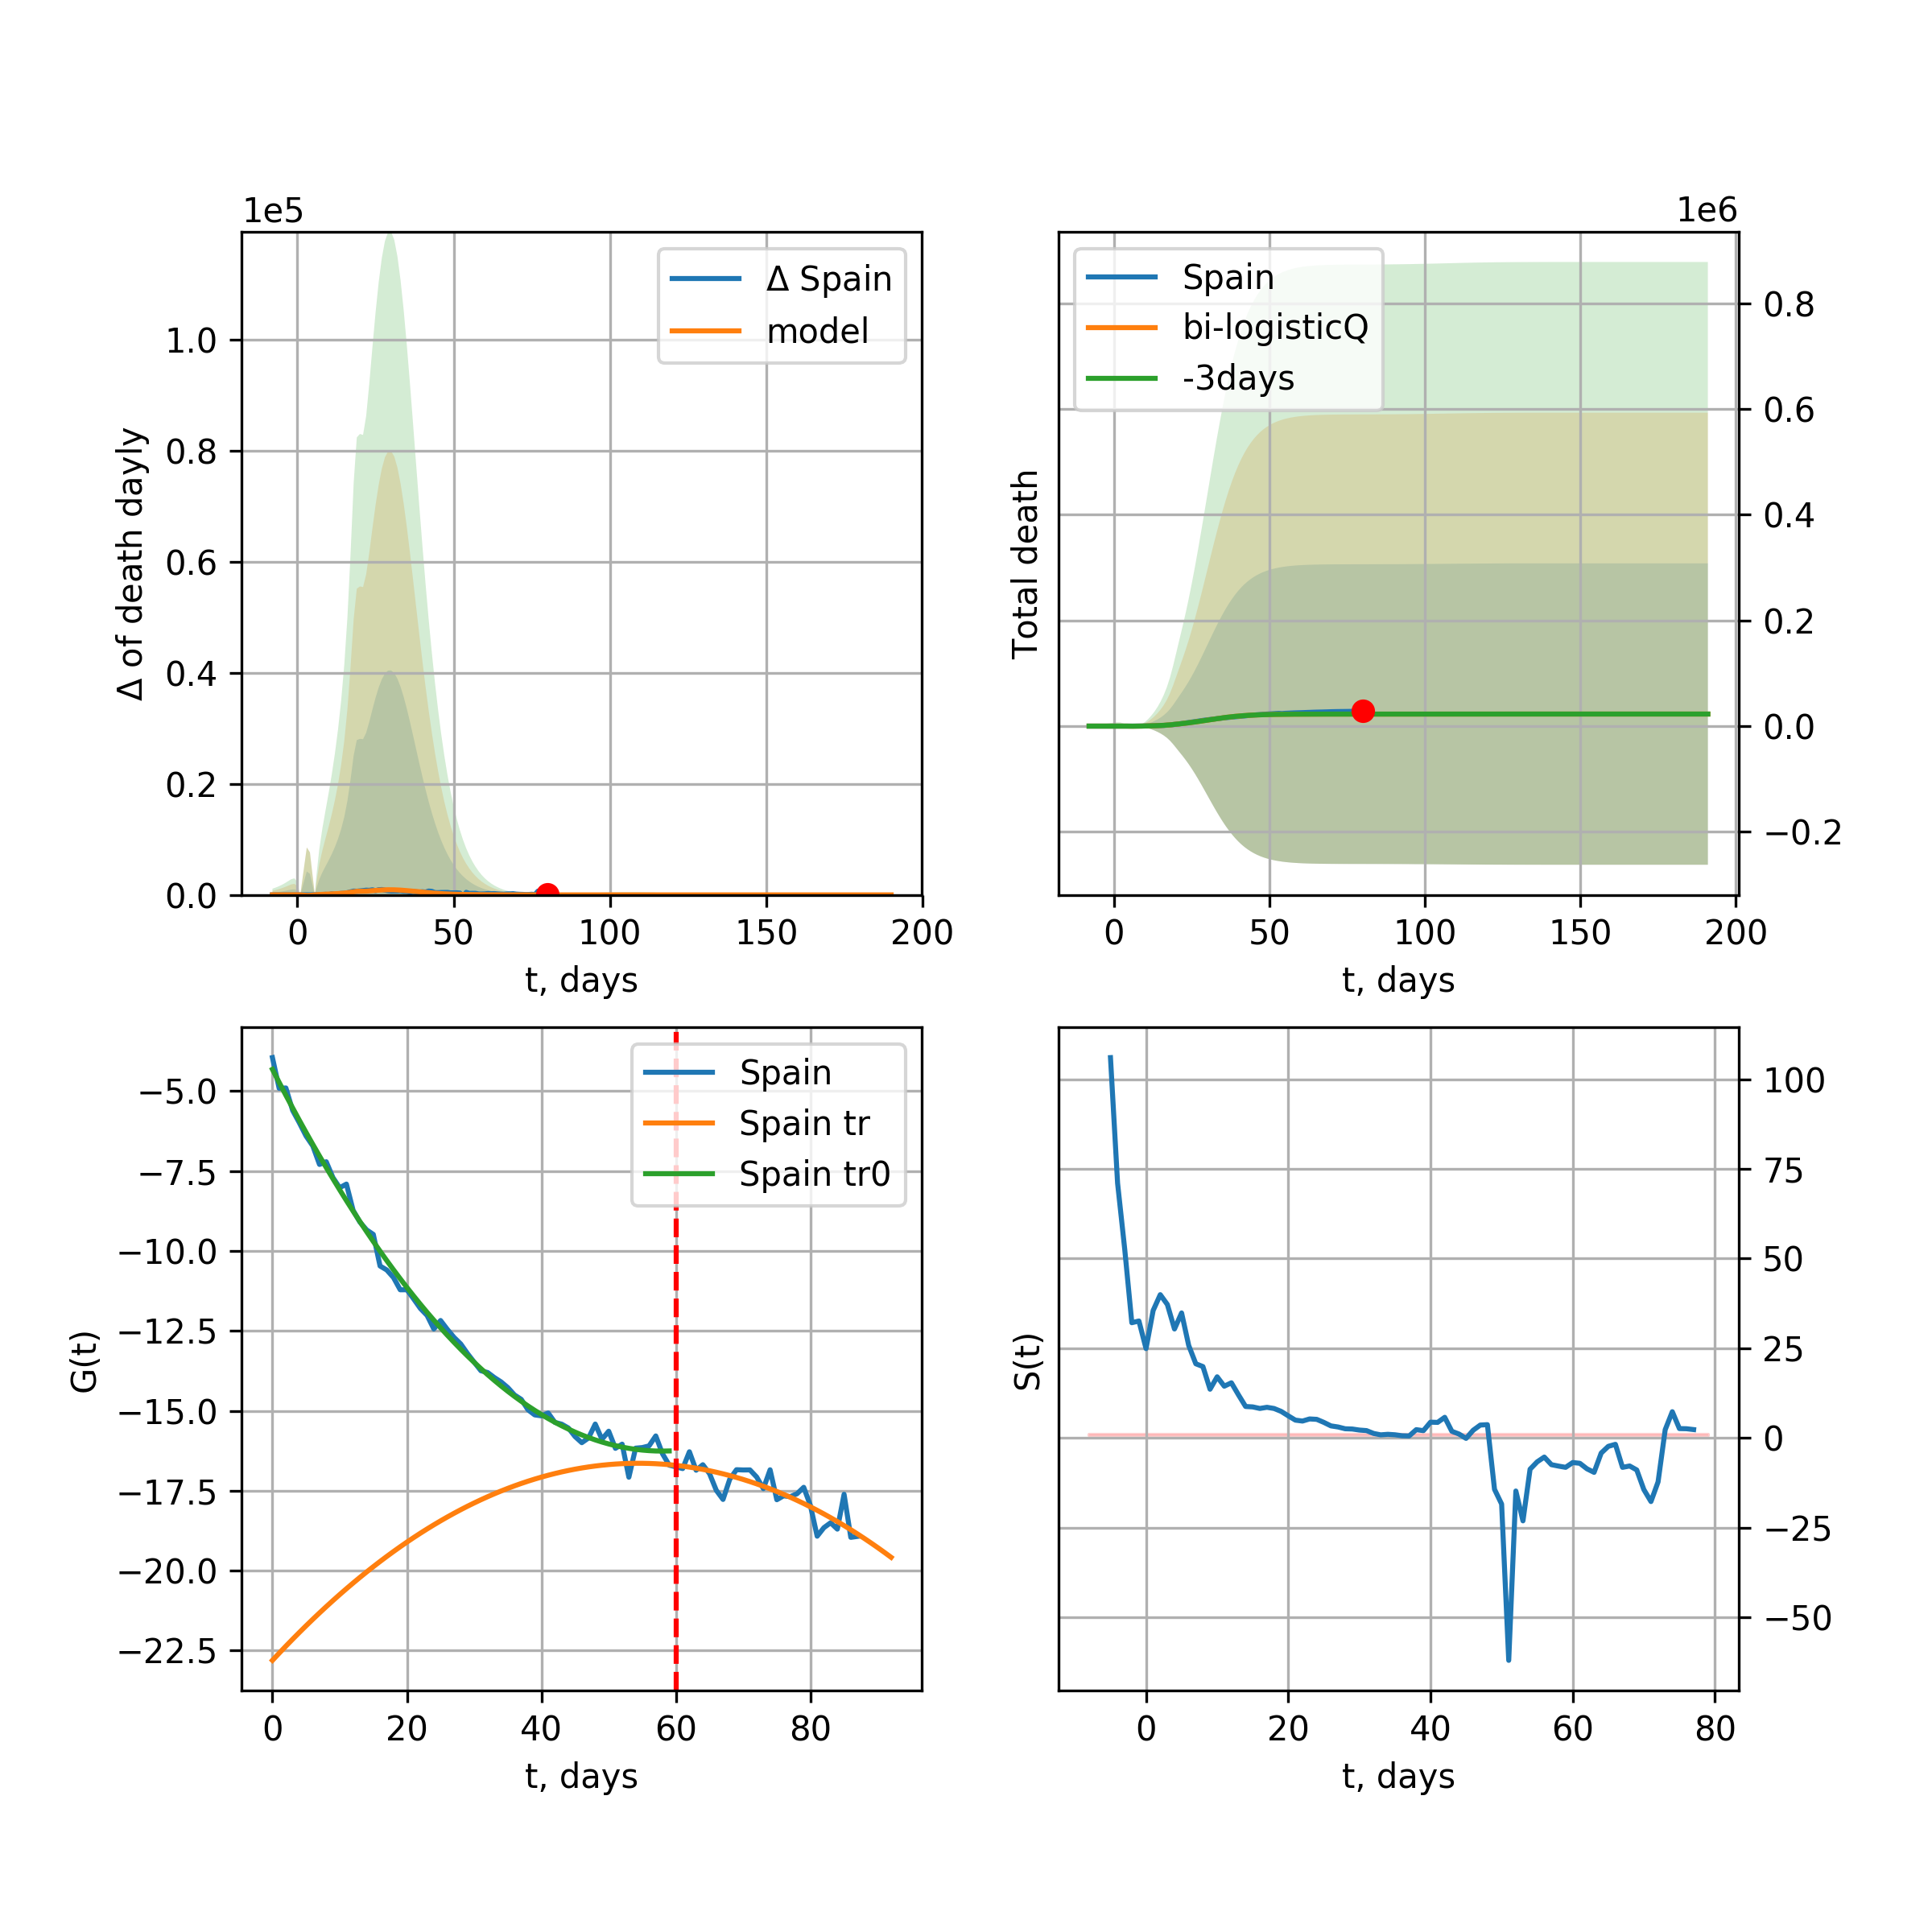 1e5
Δ Spain
model
1.0
0.8
0.6
0.4
0.2
0.0
Δ of death dayly
0 50 100 150 200
t, days
1e6
Spain
bi-logisticQ
-3days
0.8
0.6
0.4
0.2
0.0
−0.2
Total death
0 50 100 150 200
t, days
Spain
Spain tr
Spain tr0
−5.0
−7.5
−10.0
−12.5
−15.0
−17.5
−20.0
−22.5
G(t)
0 20 40 60 80
t, days
100
75
50
25
0
−25
−50
S(t)
0 20 40 60 80
t, days